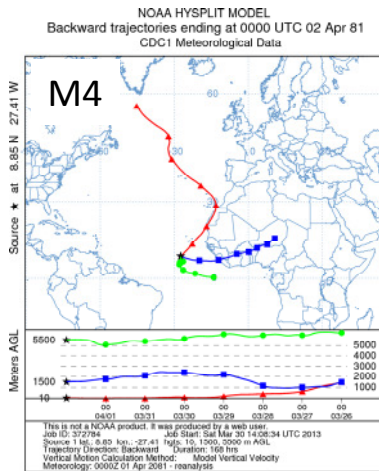 NOAA HYSPLIT MODEL
Backward trajectories ending at 0000 UTC 02 Apr 81
CDC1 Meteorological Data
M4
Source ★ at 8.85 N 27.41 W
60
30
Meters AGL
5500
1500
10
5000
4000
3000
2000
1000
00 00 00 00 00 00 00
04/01 03/31 03/30 03/29 03/28 03/27 03/26
This is not a NOAA product. It was produced by a web user.
Job ID: 372784 Job Start: Sat Mar 30 14:08:34 UTC 2013
Source 1 lat.: 8.85 lon.: -27.41 hgts: 10, 1500, 5500 m AGL
Trajectory Direction: Backward Duration: 168 hrs
Vertical Motion Calculation Method: Model Vertical Velocity
Meteorology: 0000Z 01 Apr 2081 - reanalysis